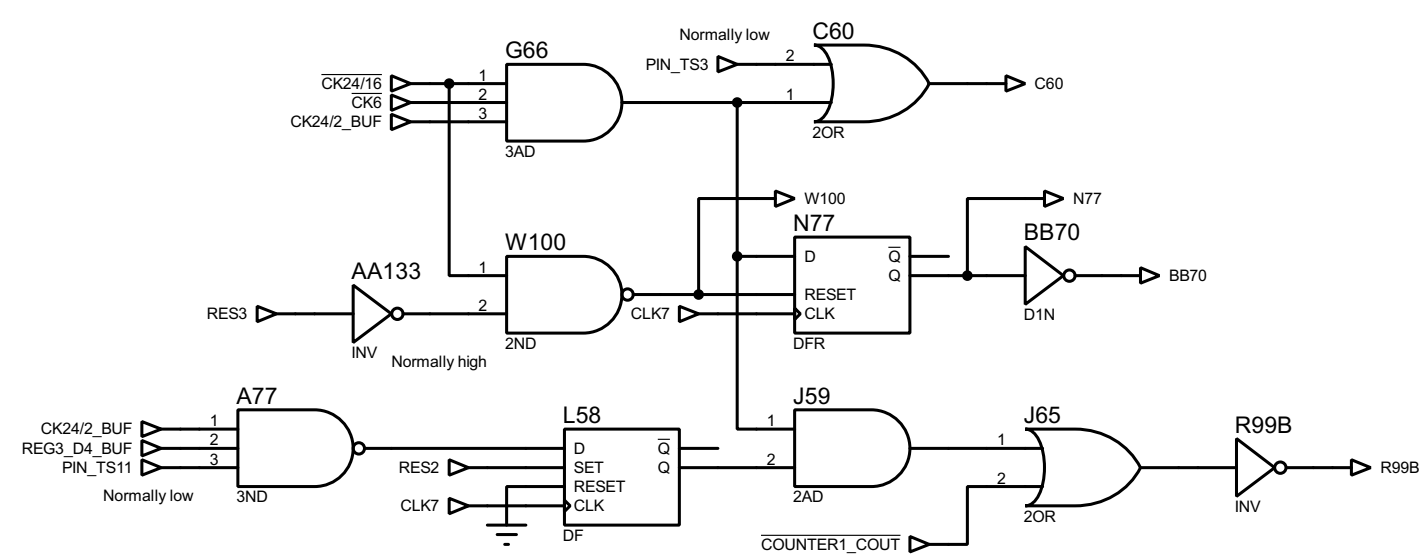 Normally low
C60
G66
PIN_TS3
2
CK24/16
1
CK6
2
1
C60
CK24/2_BUF
3
2OR
3AD
W100
N77
N77
W100
BB70
D
Q
AA133
1
Q
BB70
RESET
RES3
2
CLK7
CLK
D1N
INV
2ND
DFR
Normally high
A77
J59
L58
J65
R99B
CK24/2_BUF
1
1
REG3_D4_BUF
2
D
Q
1
PIN_TS11
3
RES2
SET
Q
2
R99B
RESET
2
Normally low
3ND
2AD
CLK7
CLK
2OR
INV
DF
COUNTER1_COUT